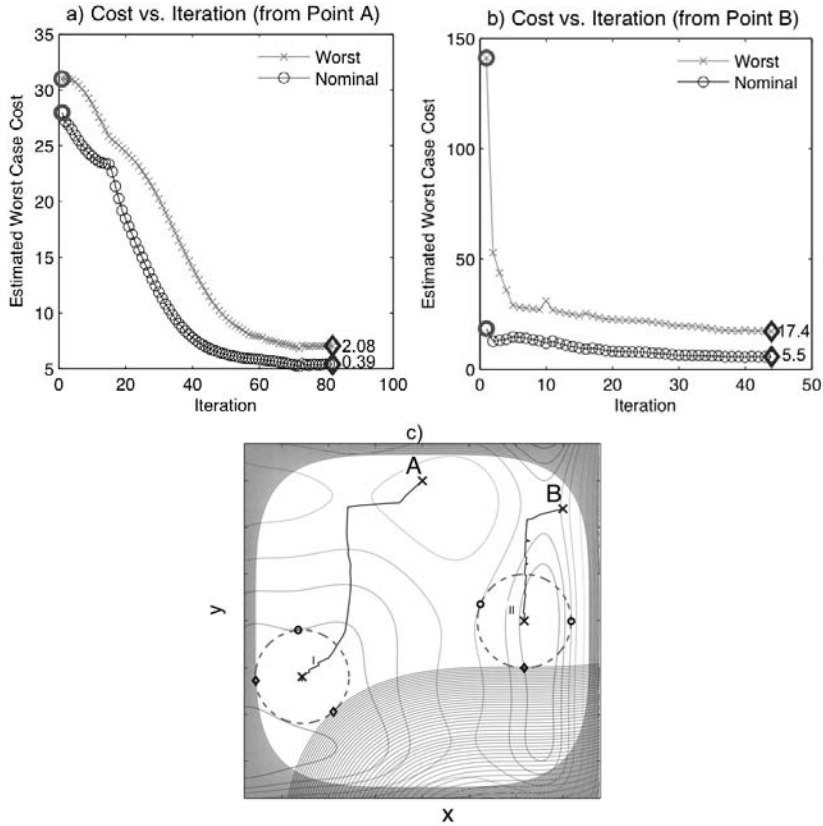 a) Cost vs. Iteration (from Point A)
Estimated Worst Case Cost
35
30
25
20
15
10
5
Worst
Nominal
2.08
0.39
0
20
40
60
80
100
Iteration
b) Cost vs. Iteration (from Point B)
Estimated Worst Case Cost
150
100
50
0
Worst
Nominal
17.4
5.5
0
10
20
30
40
50
Iteration
c)
A
B
y
I
II
x